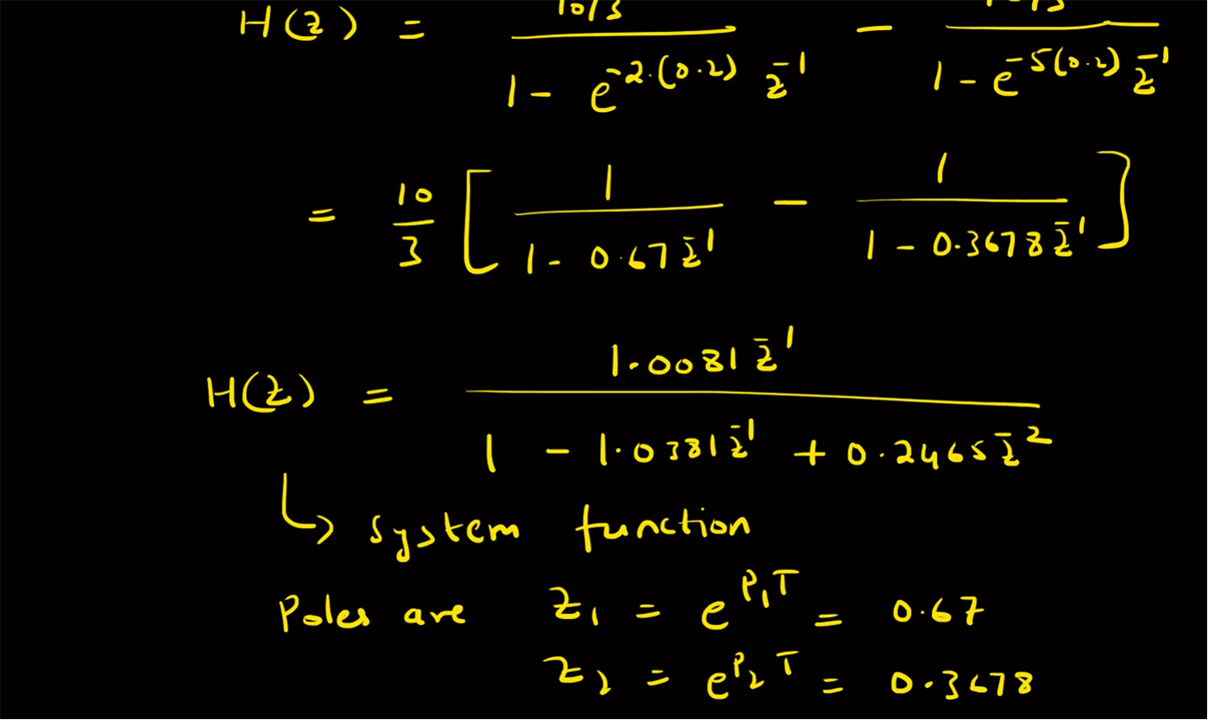 H(z) = 10/3 / (1 - e^-2.(0.2) z^-1) - 10/3 / (1 - e^-5(0.2) z^-1)
= 10/3 [ 1 / (1 - 0.67 z^-1) - 1 / (1 - 0.3678 z^-1) ]
H(z) = 1.0081 z^-1 / (1 - 1.0381 z^-1 + 0.2465 z^-2)
↳ system function
Poles are z₁ = e^P₁T = 0.67
z₂ = e^P₂T = 0.3678